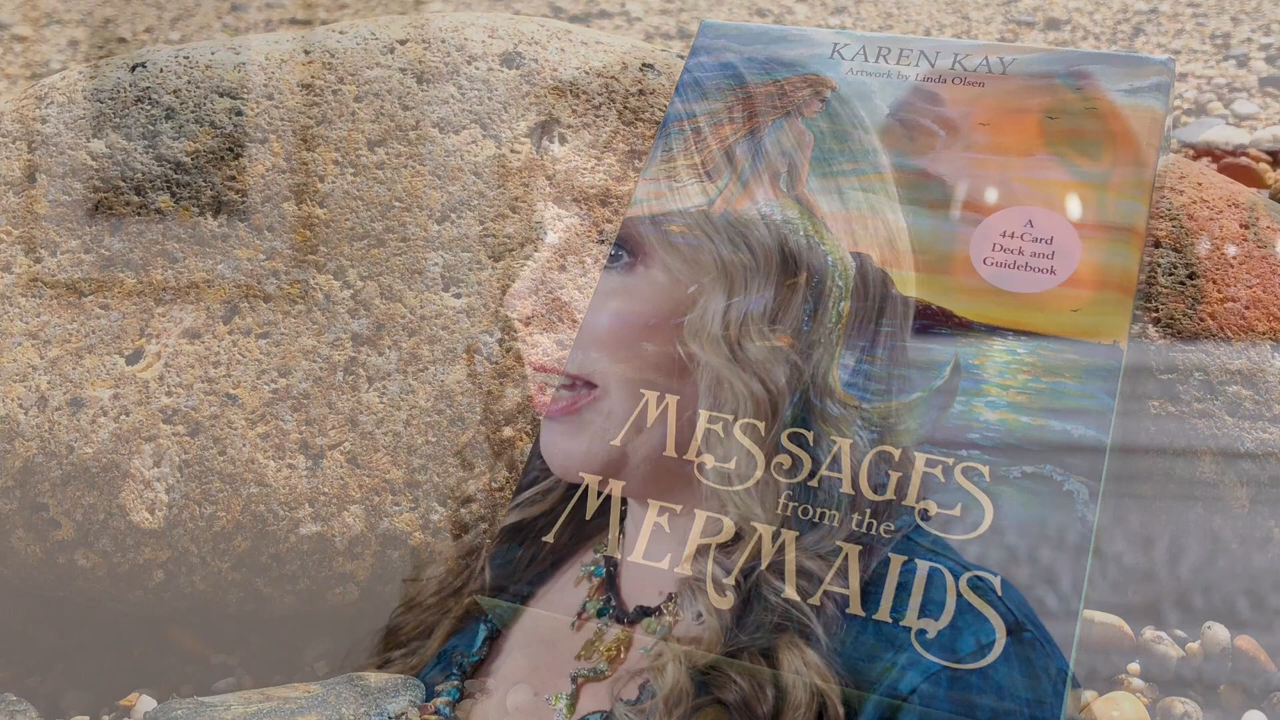 KAREN KAY
Artwork by Linda Olsen
A
44-Card
Deck and
Guidebook
MESSAGES
from the
MERMAIDS